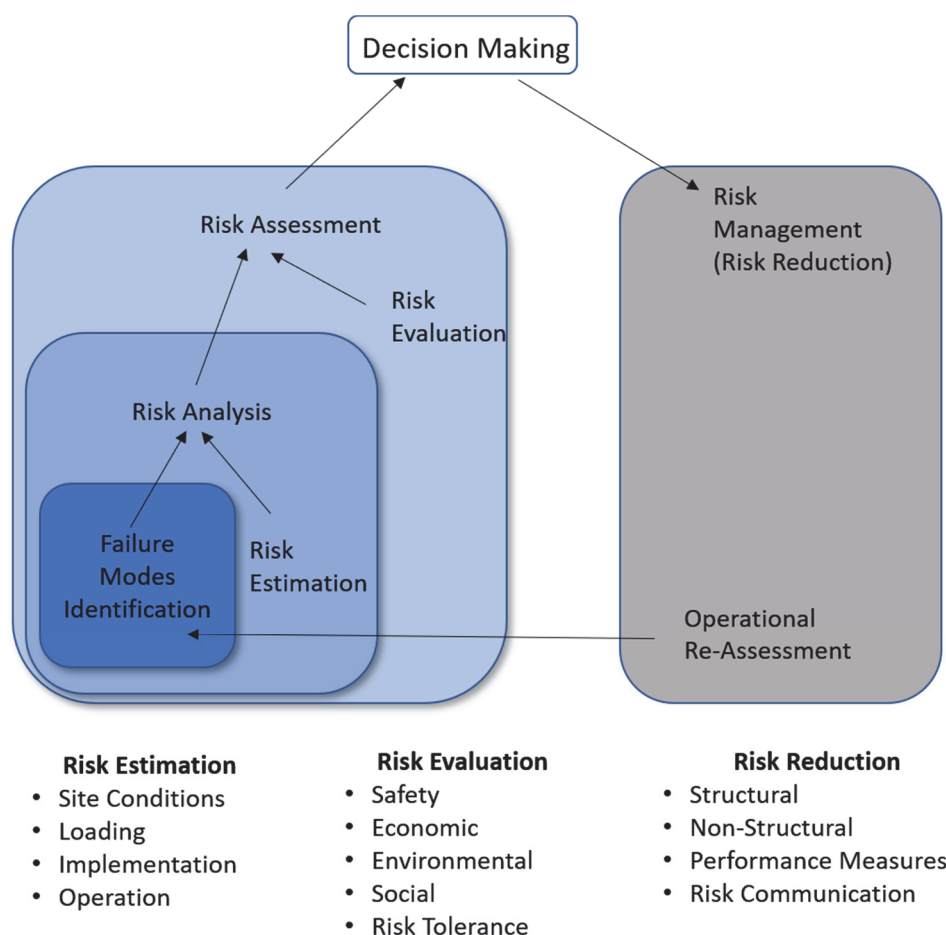 Decision Making
Risk Assessment
Risk
Evaluation
Risk Analysis
Failure
Modes
Identification
Risk
Estimation
Risk
Management
(Risk Reduction)
Operational
Re-Assessment
Risk Estimation
• Site Conditions
• Loading
• Implementation
• Operation
Risk Evaluation
• Safety
• Economic
• Environmental
• Social
• Risk Tolerance
Risk Reduction
• Structural
• Non-Structural
• Performance Measures
• Risk Communication